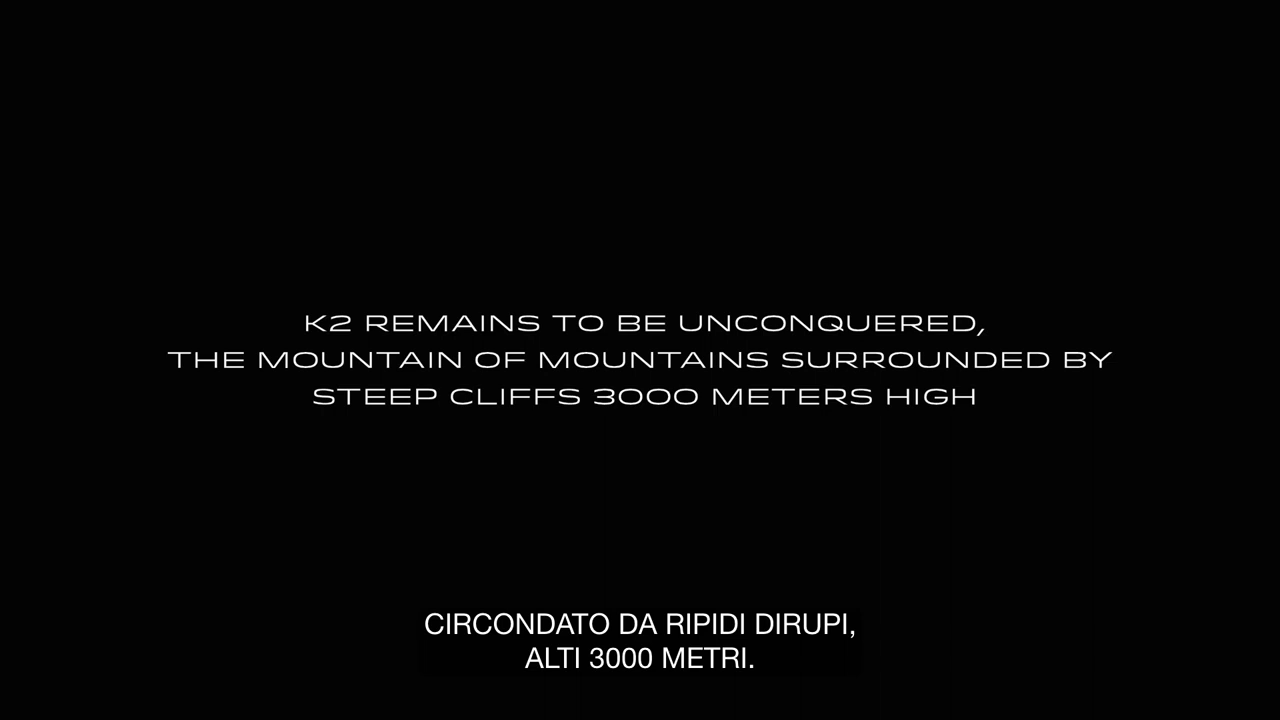 K2 REMAINS TO BE UNCONQUERED,
THE MOUNTAIN OF MOUNTAINS SURROUNDED BY
STEEP CLIFFS 3000 METERS HIGH
CIRCONDATO DA RIPIDI DIRUPI,
ALTI 3000 METRI.